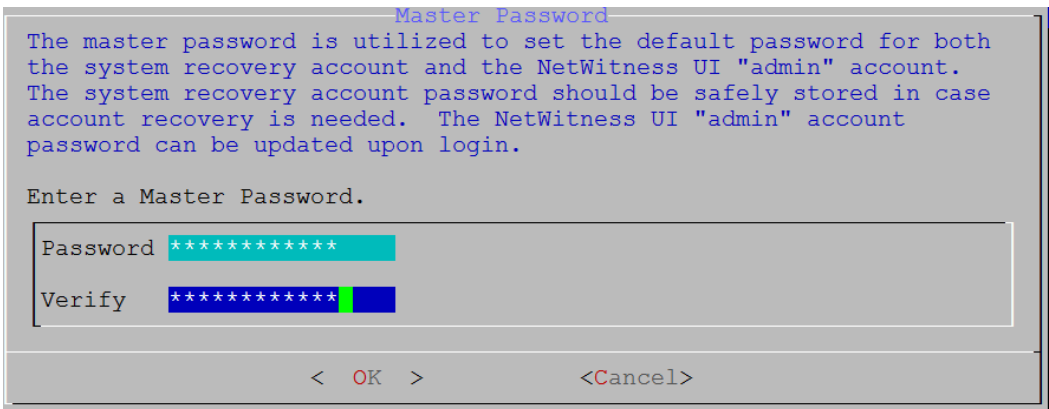 Master Password
The master password is utilized to set the default password for both
the system recovery account and the NetWitness UI "admin" account.
The system recovery account password should be safely stored in case
account recovery is needed.  The NetWitness UI "admin" account
password can be updated upon login.
Enter a Master Password.
Password ************
Verify ************
<  OK  > <Cancel>